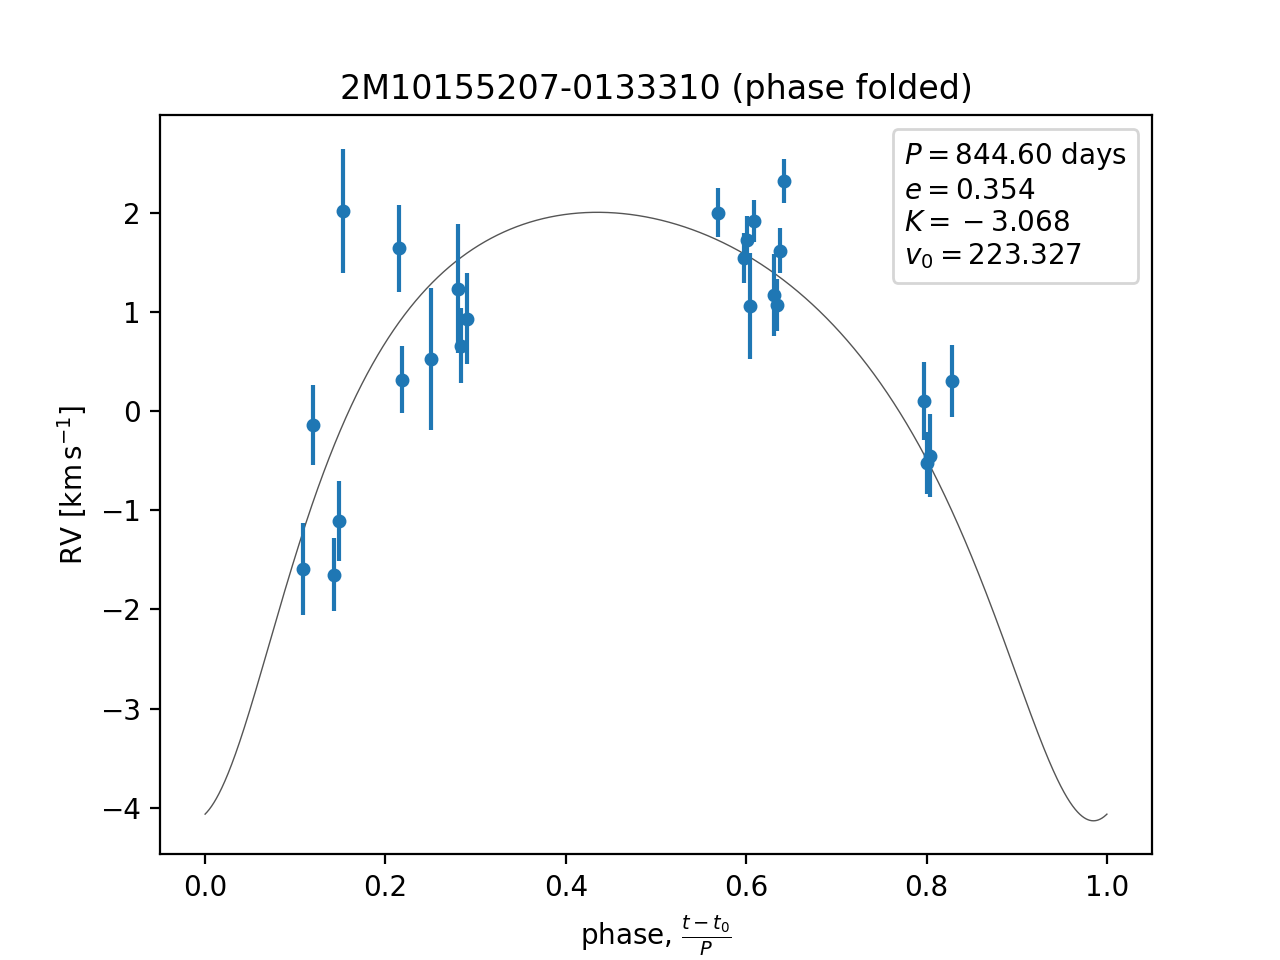 2M10155207-0133310 (phase folded)
P = 844.60 days
e = 0.354
K = −3.068
v₀ = 223.327
2
1
0
−1
−2
−3
−4
RV [km s⁻¹]
0.0 0.2 0.4 0.6 0.8 1.0
phase, (t − t₀)/P